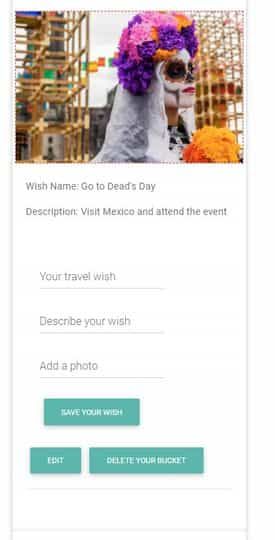 Wish Name: Go to Dead's Day
Description: Visit Mexico and attend the event
Your travel wish
Describe your wish
Add a photo
SAVE YOUR WISH
EDIT
DELETE YOUR BUCKET